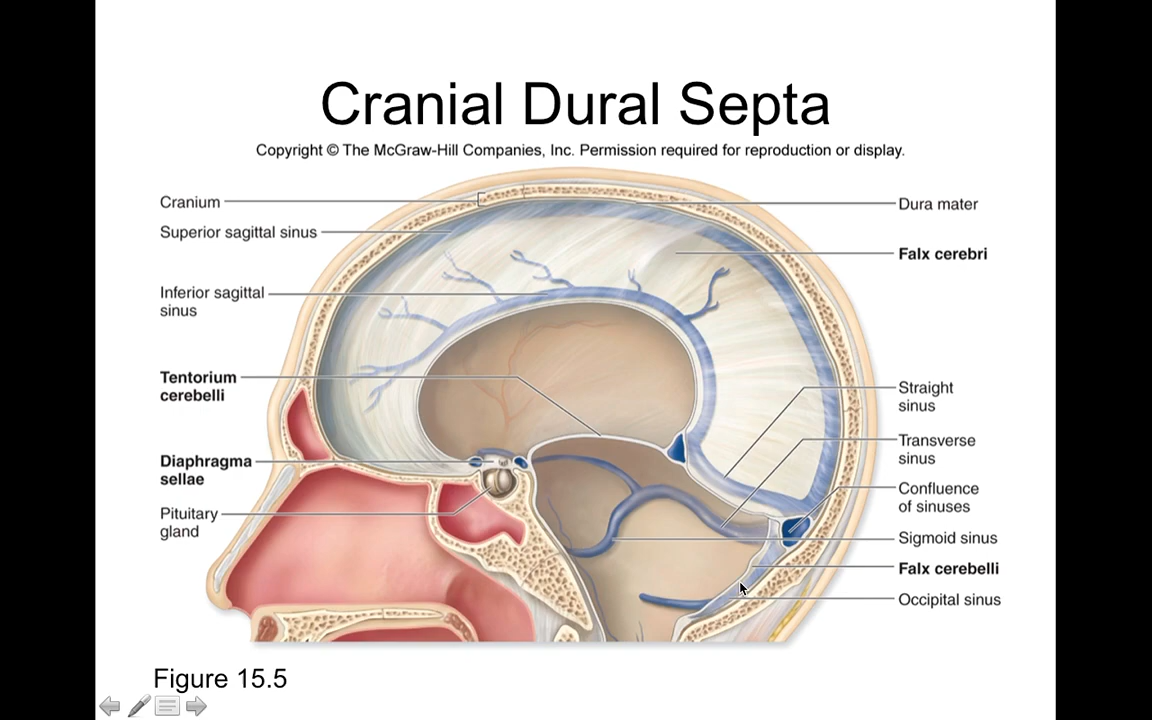 Cranial Dural Septa
Copyright © The McGraw-Hill Companies, Inc. Permission required for reproduction or display.
Cranium
Superior sagittal sinus
Inferior sagittal
sinus
Tentorium
cerebelli
Diaphragma
sellae
Pituitary
gland
Dura mater
Falx cerebri
Straight
sinus
Transverse
sinus
Confluence
of sinuses
Sigmoid sinus
Falx cerebelli
Occipital sinus
Figure 15.5